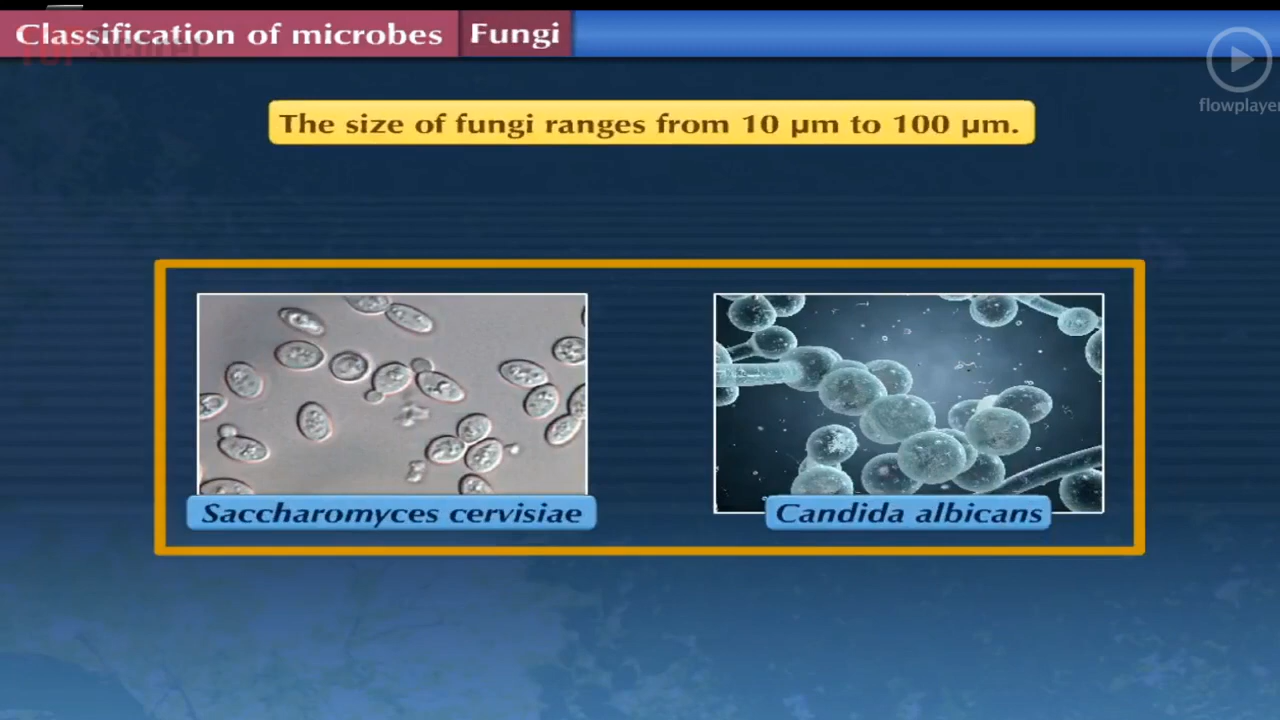 Classification of microbes Fungi
flowplayer
The size of fungi ranges from 10 µm to 100 µm.
Saccharomyces cervisiae
Candida albicans